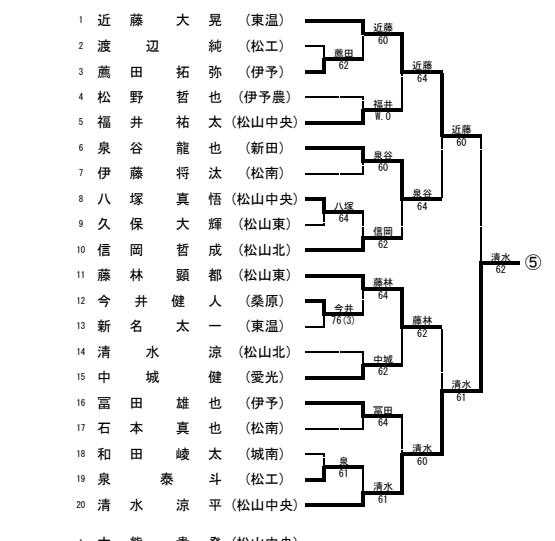 1 近藤 大晃 （東温）
2 渡辺 純 （松工）
3 薦田 拓弥 （伊予）
4 松野 哲也 （伊予農）
5 福井 祐太 （松山中央）
6 泉谷 龍也 （新田）
7 伊藤 将汰 （松南）
8 八塚 真悟 （松山中央）
9 久保 大輝 （松山東）
10 信岡 哲成 （松山北）
11 藤林 顕都 （松山東）
12 今井 健人 （桑原）
13 新名 太一 （東温）
14 清水 涼 （松山北）
15 中城 健 （愛光）
16 冨田 雄也 （伊予）
17 石本 真也 （松南）
18 和田 崚太 （城南）
19 泉 泰斗 （松工）
20 清水 涼平 （松山中央）
薦田
62
八塚
64
今井
76(3)
泉
61
近藤
60
福井
W.O
泉谷
60
信岡
62
藤林
64
中城
62
冨田
64
清水
61
近藤
64
泉谷
64
藤林
62
清水
60
近藤
60
清水
61
清水
62
⑤